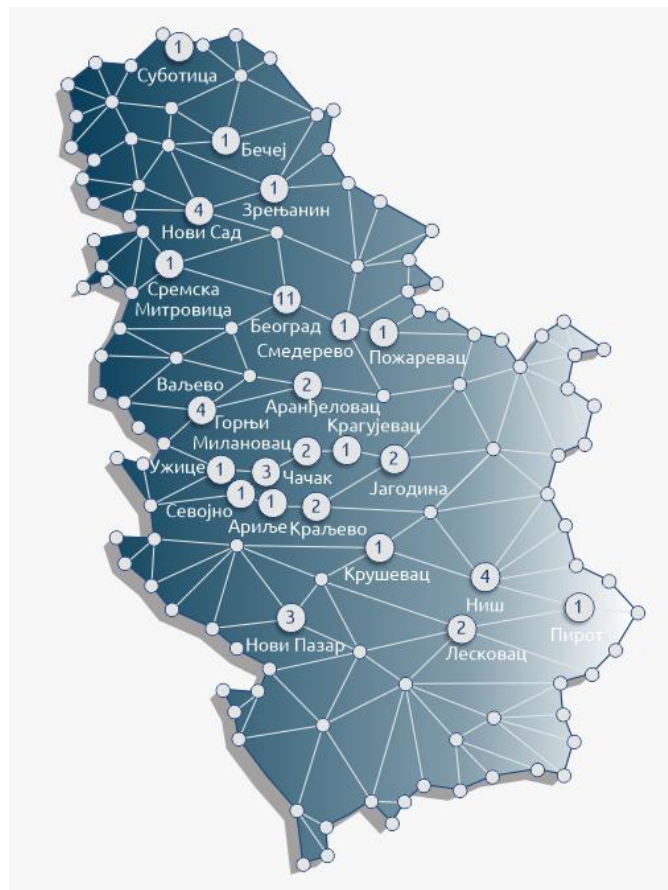 1
Суботица
1
Бечеј
1
Зрењанин
4
Нови Сад
1
Сремска
Митровица
11
Београд
1
Смедерево
1
Пожаревац
Ваљево
4
2
Аранђеловац
Горњи
Милановац
2
Крагујевац
1
2
Јагодина
Ужице
1
3
Чачак
1
Севојно
1
Ариље
2
Краљево
1
Крушевац
4
Ниш
1
Пирот
3
Нови Пазар
2
Лесковац